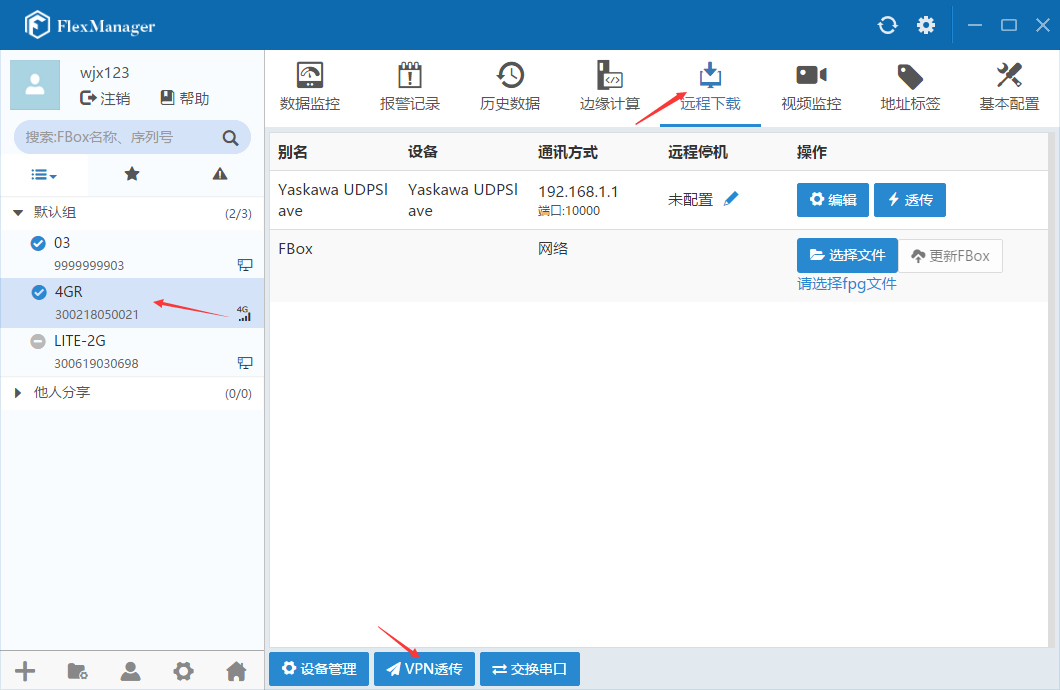 FlexManager
wjx123
注销
帮助
搜索:FBox名称、序列号
默认组
(2/3)
03
9999999903
4GR
300218050021
4G
LITE-2G
300619030698
他人分享
(0/0)
数据监控
报警记录
历史数据
边缘计算
远程下载
视频监控
地址标签
基本配置
别名
设备
通讯方式
远程停机
操作
Yaskawa UDPSl
ave
Yaskawa UDPSl
ave
192.168.1.1
端口:10000
未配置
编辑
透传
FBox
网络
选择文件
更新FBox
请选择fpg文件
设备管理
VPN透传
交换串口